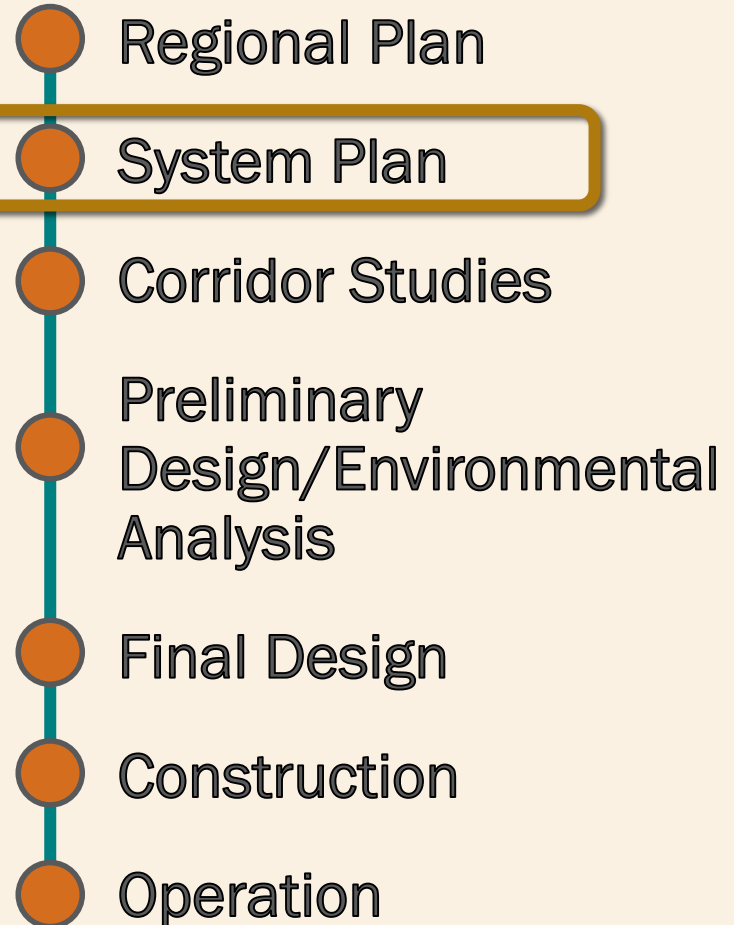 Regional Plan
System Plan
Corridor Studies
Preliminary
Design/Environmental
Analysis
Final Design
Construction
Operation